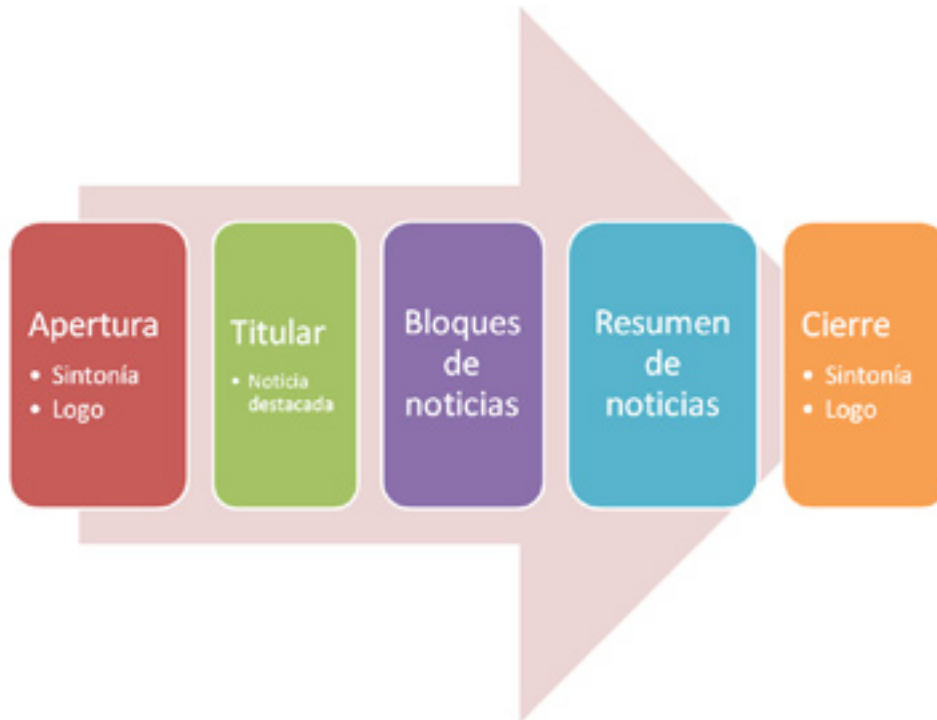 Apertura
• Sintonía
• Logo
Titular
• Noticia
destacada
Bloques
de
noticias
Resumen
de
noticias
Cierre
• Sintonía
• Logo